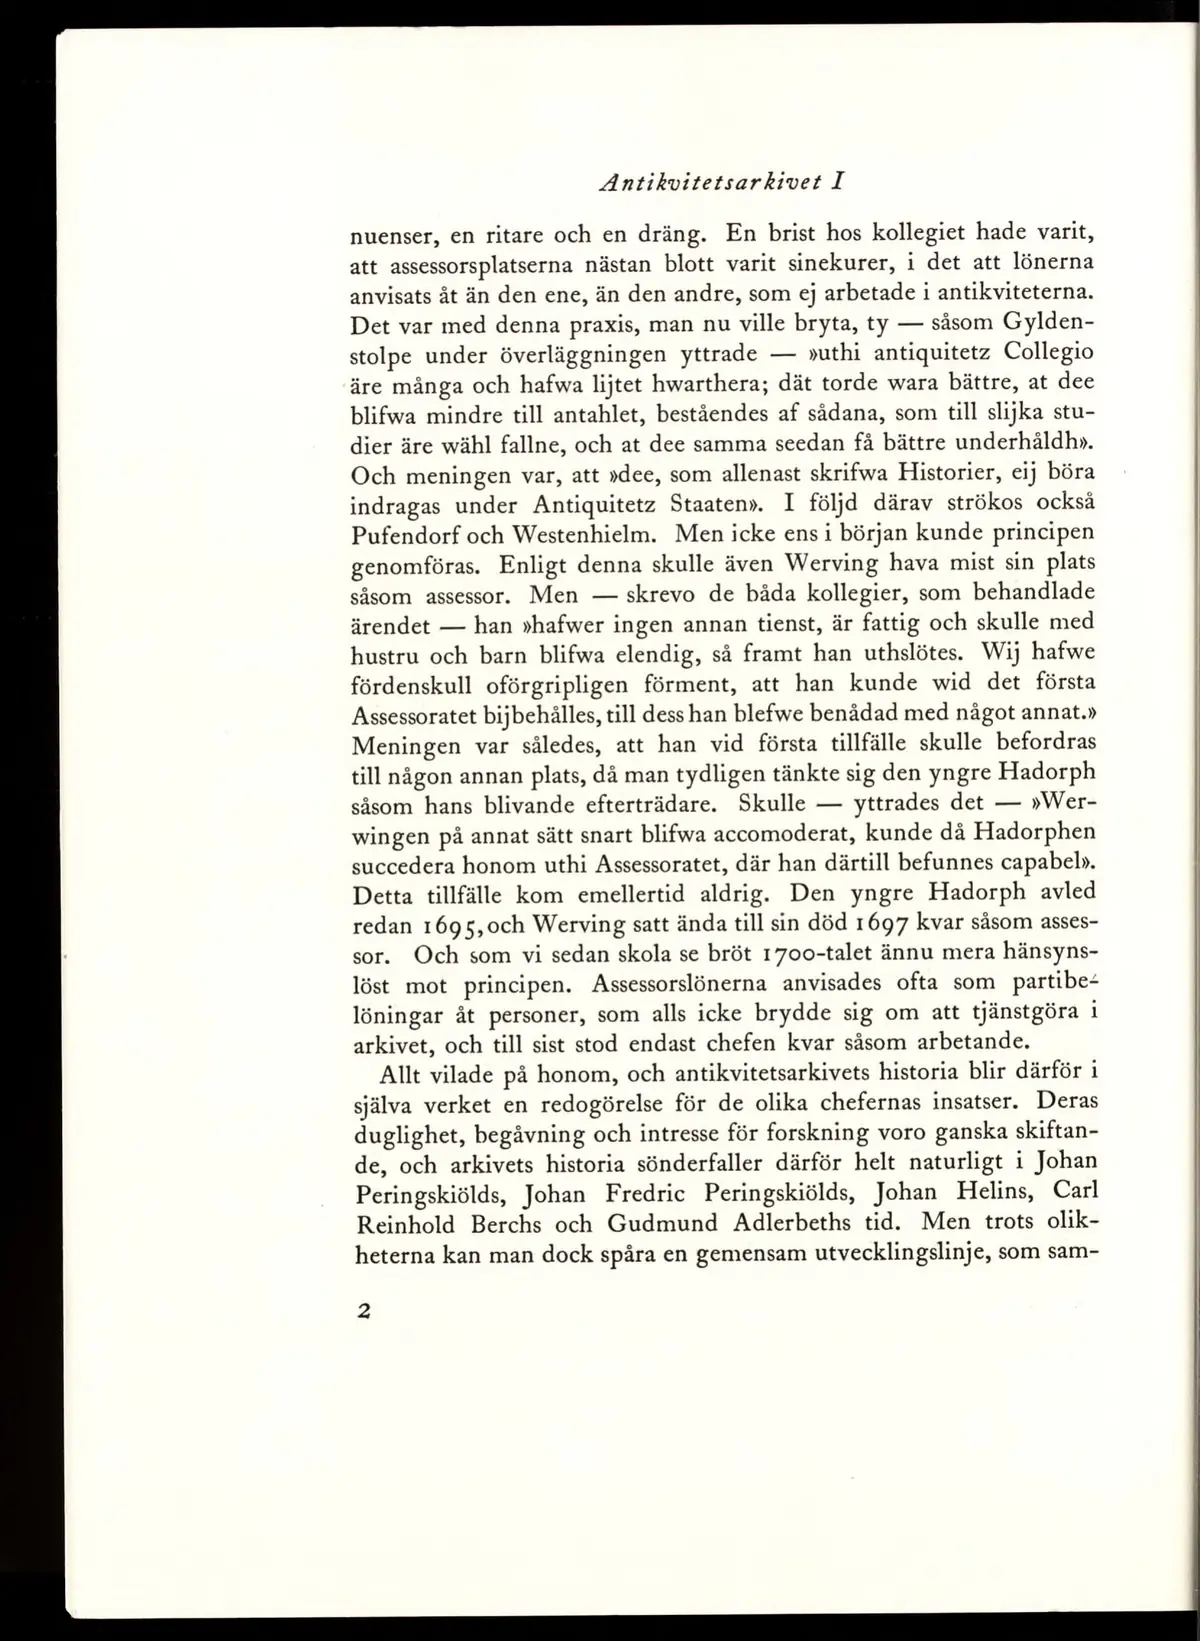 Antikvitetsarkivet I
nuenser, en ritare och en dräng. En brist hos kollegiet hade varit,
att assessorsplatserna nästan blott varit sinekurer, i det att lönerna
anvisats åt än den ene, än den andre, som ej arbetade i antikviteterna.
Det var med denna praxis, man nu ville bryta, ty — såsom Gylden-
stolpe under överläggningen yttrade — »uthi antiquitetz Collegio
äre många och hafwa lijtet hwarthera; dät torde wara bättre, at dee
blifwa mindre till antahlet, beståendes af sådana, som till slijka stu-
dier äre wähl fallne, och at dee samma seedan få bättre underhåldh».
Och meningen var, att »dee, som allenast skrifwa Historier, eij böra
indragas under Antiquitetz Staaten». I följd därav strökos också
Pufendorf och Westenhielm. Men icke ens i början kunde principen
genomföras. Enligt denna skulle även Werving hava mist sin plats
såsom assessor. Men — skrevo de båda kollegier, som behandlade
ärendet — han »hafwer ingen annan tienst, är fattig och skulle med
hustru och barn blifwa elendig, så framt han uthslötes. Wij hafwe
fördenskull oförgripligen förment, att han kunde wid det första
Assessoratet bijbehålles, till dess han blefwe benådad med något annat.»
Meningen var således, att han vid första tillfälle skulle befordras
till någon annan plats, då man tydligen tänkte sig den yngre Hadorph
såsom hans blivande efterträdare. Skulle — yttrades det — »Wer-
wingen på annat sätt snart blifwa accomoderat, kunde då Hadorphen
succedera honom uthi Assessoratet, där han därtill befunnes capabel».
Detta tillfälle kom emellertid aldrig. Den yngre Hadorph avled
redan 1695, och Werving satt ända till sin död 1697 kvar såsom asses-
sor. Och som vi sedan skola se bröt 1700-talet ännu mera hänsyns-
löst mot principen. Assessorslönerna anvisades ofta som partibe-
löningar åt personer, som alls icke brydde sig om att tjänstgöra i
arkivet, och till sist stod endast chefen kvar såsom arbetande.
Allt vilade på honom, och antikvitetsarkivets historia blir därför i
själva verket en redogörelse för de olika chefernas insatser. Deras
duglighet, begåvning och intresse för forskning voro ganska skiftan-
de, och arkivets historia sönderfaller därför helt naturligt i Johan
Peringskiölds, Johan Fredric Peringskiölds, Johan Helins, Carl
Reinhold Berchs och Gudmund Adlerbeths tid. Men trots olik-
heterna kan man dock spåra en gemensam utvecklingslinje, som sam-
2